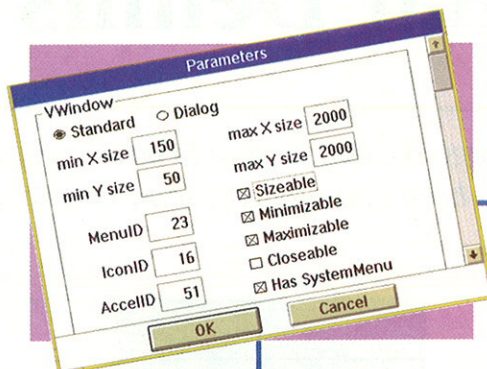 Parameters
VWindow
Standard Dialog
min X size 150 max X size 2000
min Y size 50 max Y size 2000
Sizeable
MenuID 23 Minimizable
Maximizable
IconID 16 Closeable
AccelID 51 Has SystemMenu
OK Cancel